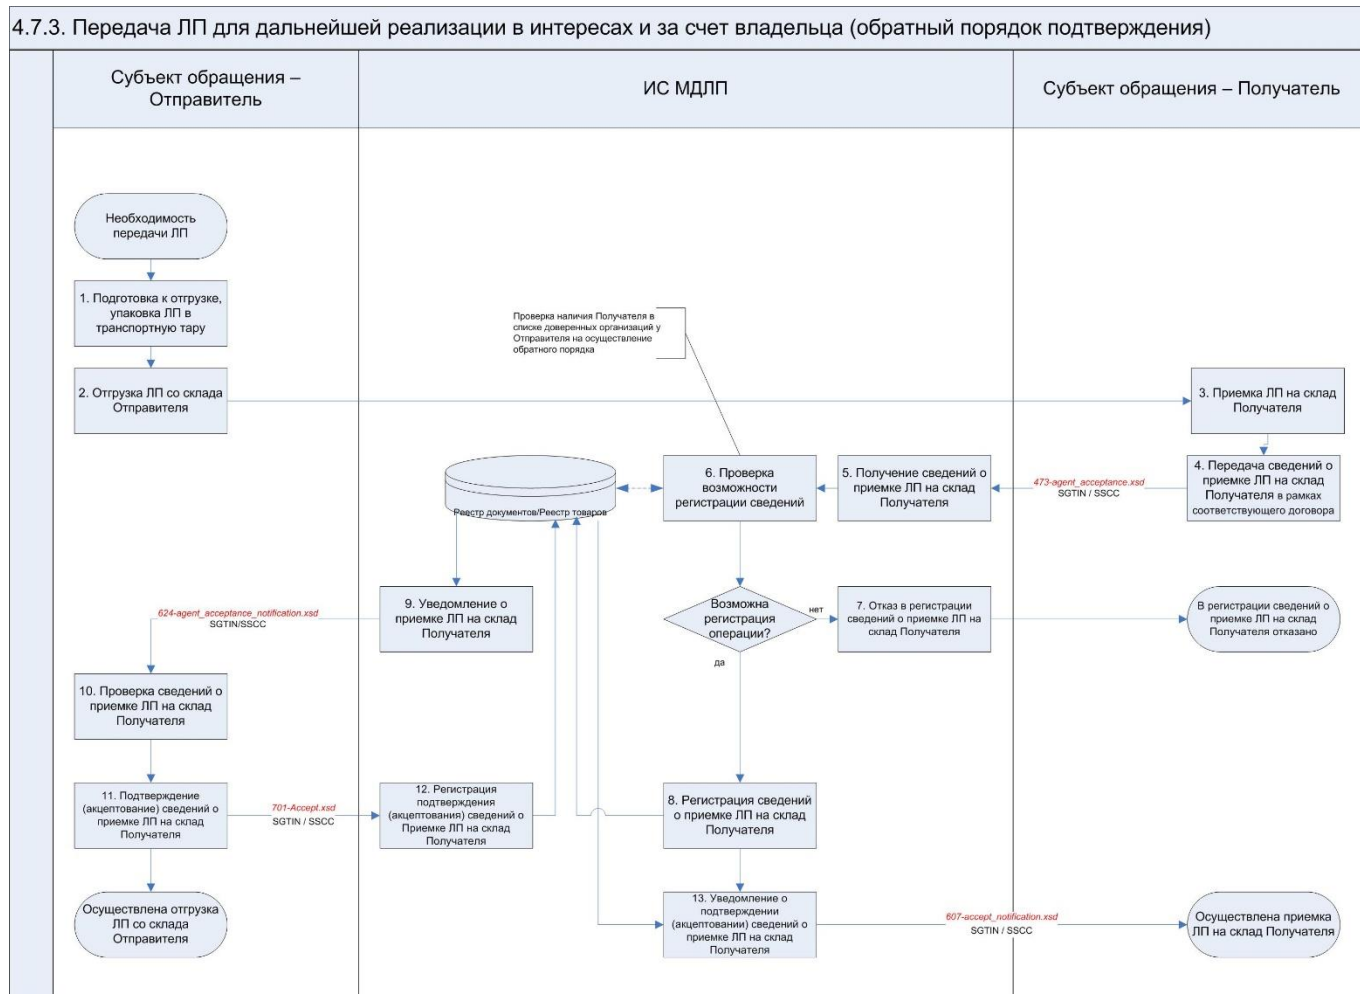 4.7.3. Передача ЛП для дальнейшей реализации в интересах и за счет владельца (обратный порядок подтверждения)
Субъект обращения –
Отправитель
ИС МДЛП
Субъект обращения – Получатель
Необходимость
передачи ЛП
1. Подготовка к отгрузке,
упаковка ЛП в
транспортную тару
Проверка наличия Получателя в
списке доверенных организаций у
Отправителя на осуществление
обратного порядка
2. Отгрузка ЛП со склада
Отправителя
3. Приемка ЛП на склад
Получателя
Реестр документов/Реестр товаров
6. Проверка
возможности
регистрации сведений
5. Получение сведений о
приемке ЛП на склад
Получателя
473-agent_acceptance.xsd
SGTIN / SSCC
4. Передача сведений о
приемке ЛП на склад
Получателя в рамках
соответствующего договора
624-agent_acceptance_notification.xsd
SGTIN/SSCC
9. Уведомление о
приемке ЛП на склад
Получателя
Возможна
регистрация
операции?
нет
да
7. Отказ в регистрации
сведений о приемке ЛП на
склад Получателя
В регистрации сведений о
приемке ЛП на склад
Получателя отказано
10. Проверка сведений о
приемке ЛП на склад
Получателя
11. Подтверждение
(акцептование) сведений о
приемке ЛП на склад
Получателя
701-Accept.xsd
SGTIN / SSCC
12. Регистрация
подтверждения
(акцептования) сведений о
Приемке ЛП на склад
Получателя
8. Регистрация сведений
о приемке ЛП на склад
Получателя
Осуществлена отгрузка
ЛП со склада
Отправителя
13. Уведомление о
подтверждении
(акцептовании) сведений о
приемке ЛП на склад
Получателя
607-accept_notification.xsd
SGTIN / SSCC
Осуществлена приемка
ЛП на склад Получателя